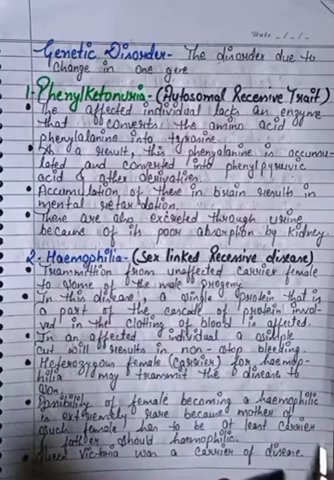 Date _/_/_
Genetic Disorder - The disorder due to
change in one gene
1- Phenylketonuria - (Autosomal Recessive Trait)
The affected individual lacks an enzyme
that converts the amino acid
phenylalanine into tyrosine.
As a result, this phenylalanine is accumu-
lated and converted into phenylpyruvic
acid & other derivatives.
Accumulation of these in brain results in
mental retardation.
These are also excreted through urine
because of its poor absorption by kidney.
2- Haemophilia - (Sex linked Recessive disease)
Transmition from unaffected carrier female
to some of the male progeny
In this disease, a single protein that is
a part of the cascade of protein invol-
ved in the clotting of blood is affected.
In an affected individual a simple
cut will results in non-stop bleeding
Heterozygous female (carrier) for haemop-
hilia may transmit the disease to
son.
Possibility of female becoming a haemophilic
is extremely rare because mother of
such female has to be at least carrier
& father should haemophilic.
Queen Victoria was a carrier of disease